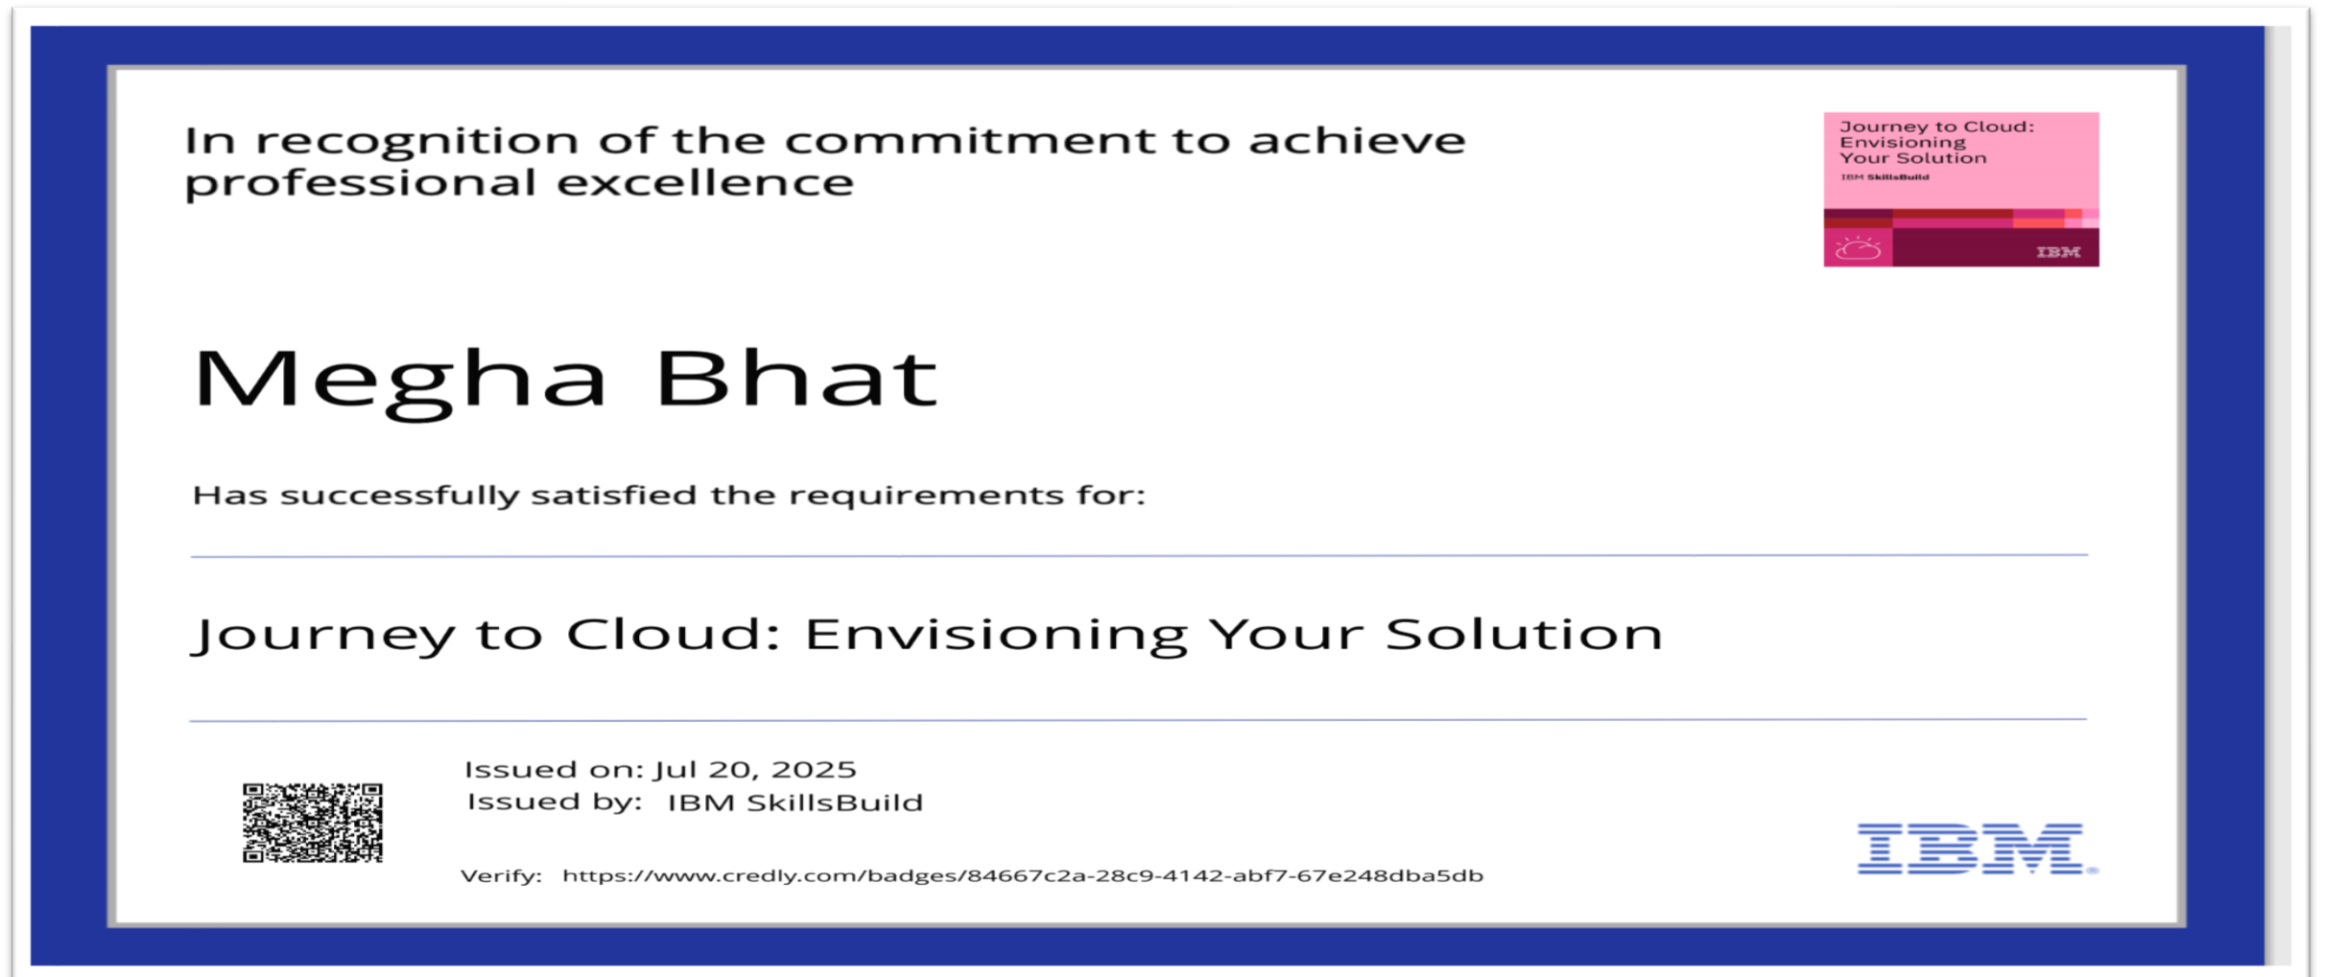 In recognition of the commitment to achieve
professional excellence
Journey to Cloud:
Envisioning
Your Solution
IBM SkillsBuild
IBM
Megha Bhat
Has successfully satisfied the requirements for:
Journey to Cloud: Envisioning Your Solution
Issued on: Jul 20, 2025
Issued by: IBM SkillsBuild
Verify: https://www.credly.com/badges/84667c2a-28c9-4142-abf7-67e248dba5db
IBM®